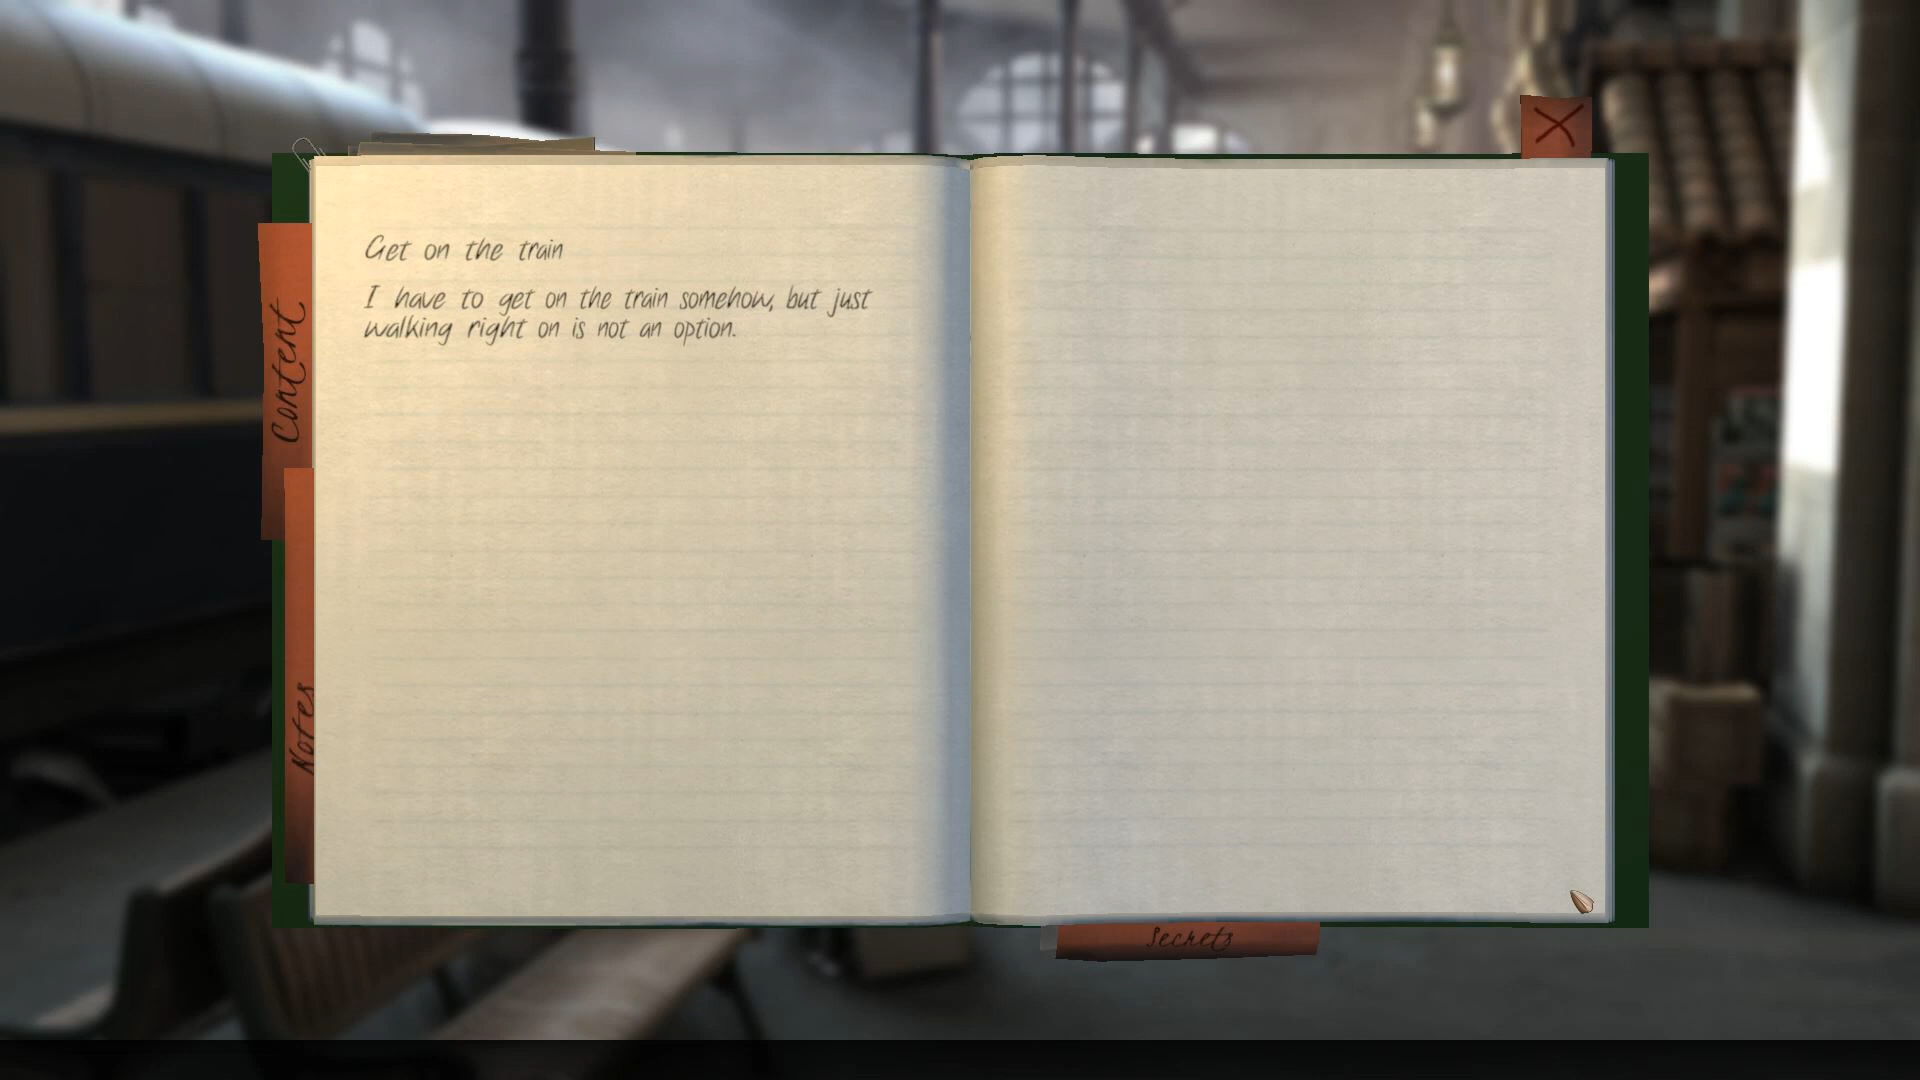 Get on the train
I have to get on the train somehow, but just
walking right on is not an option.
Content
Notes
Secrets